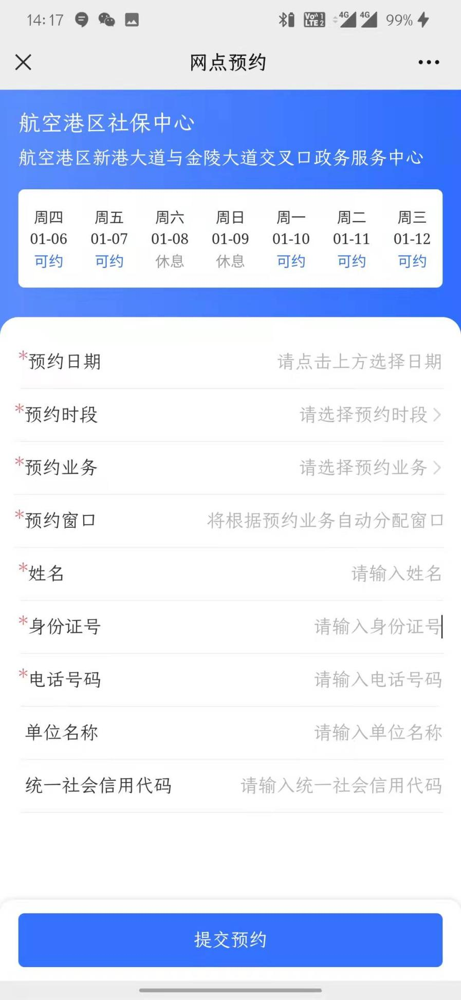 14:17
VoLTE 1 2 4G 4G 99%
网点预约
航空港区社保中心
航空港区新港大道与金陵大道交叉口政务服务中心
周四 周五 周六 周日 周一 周二 周三
01-06 01-07 01-08 01-09 01-10 01-11 01-12
可约 可约 休息 休息 可约 可约 可约
*预约日期 请点击上方选择日期
*预约时段 请选择预约时段
*预约业务 请选择预约业务
*预约窗口 将根据预约业务自动分配窗口
*姓名 请输入姓名
*身份证号 请输入身份证号
*电话号码 请输入电话号码
单位名称 请输入单位名称
统一社会信用代码 请输入统一社会信用代码
提交预约